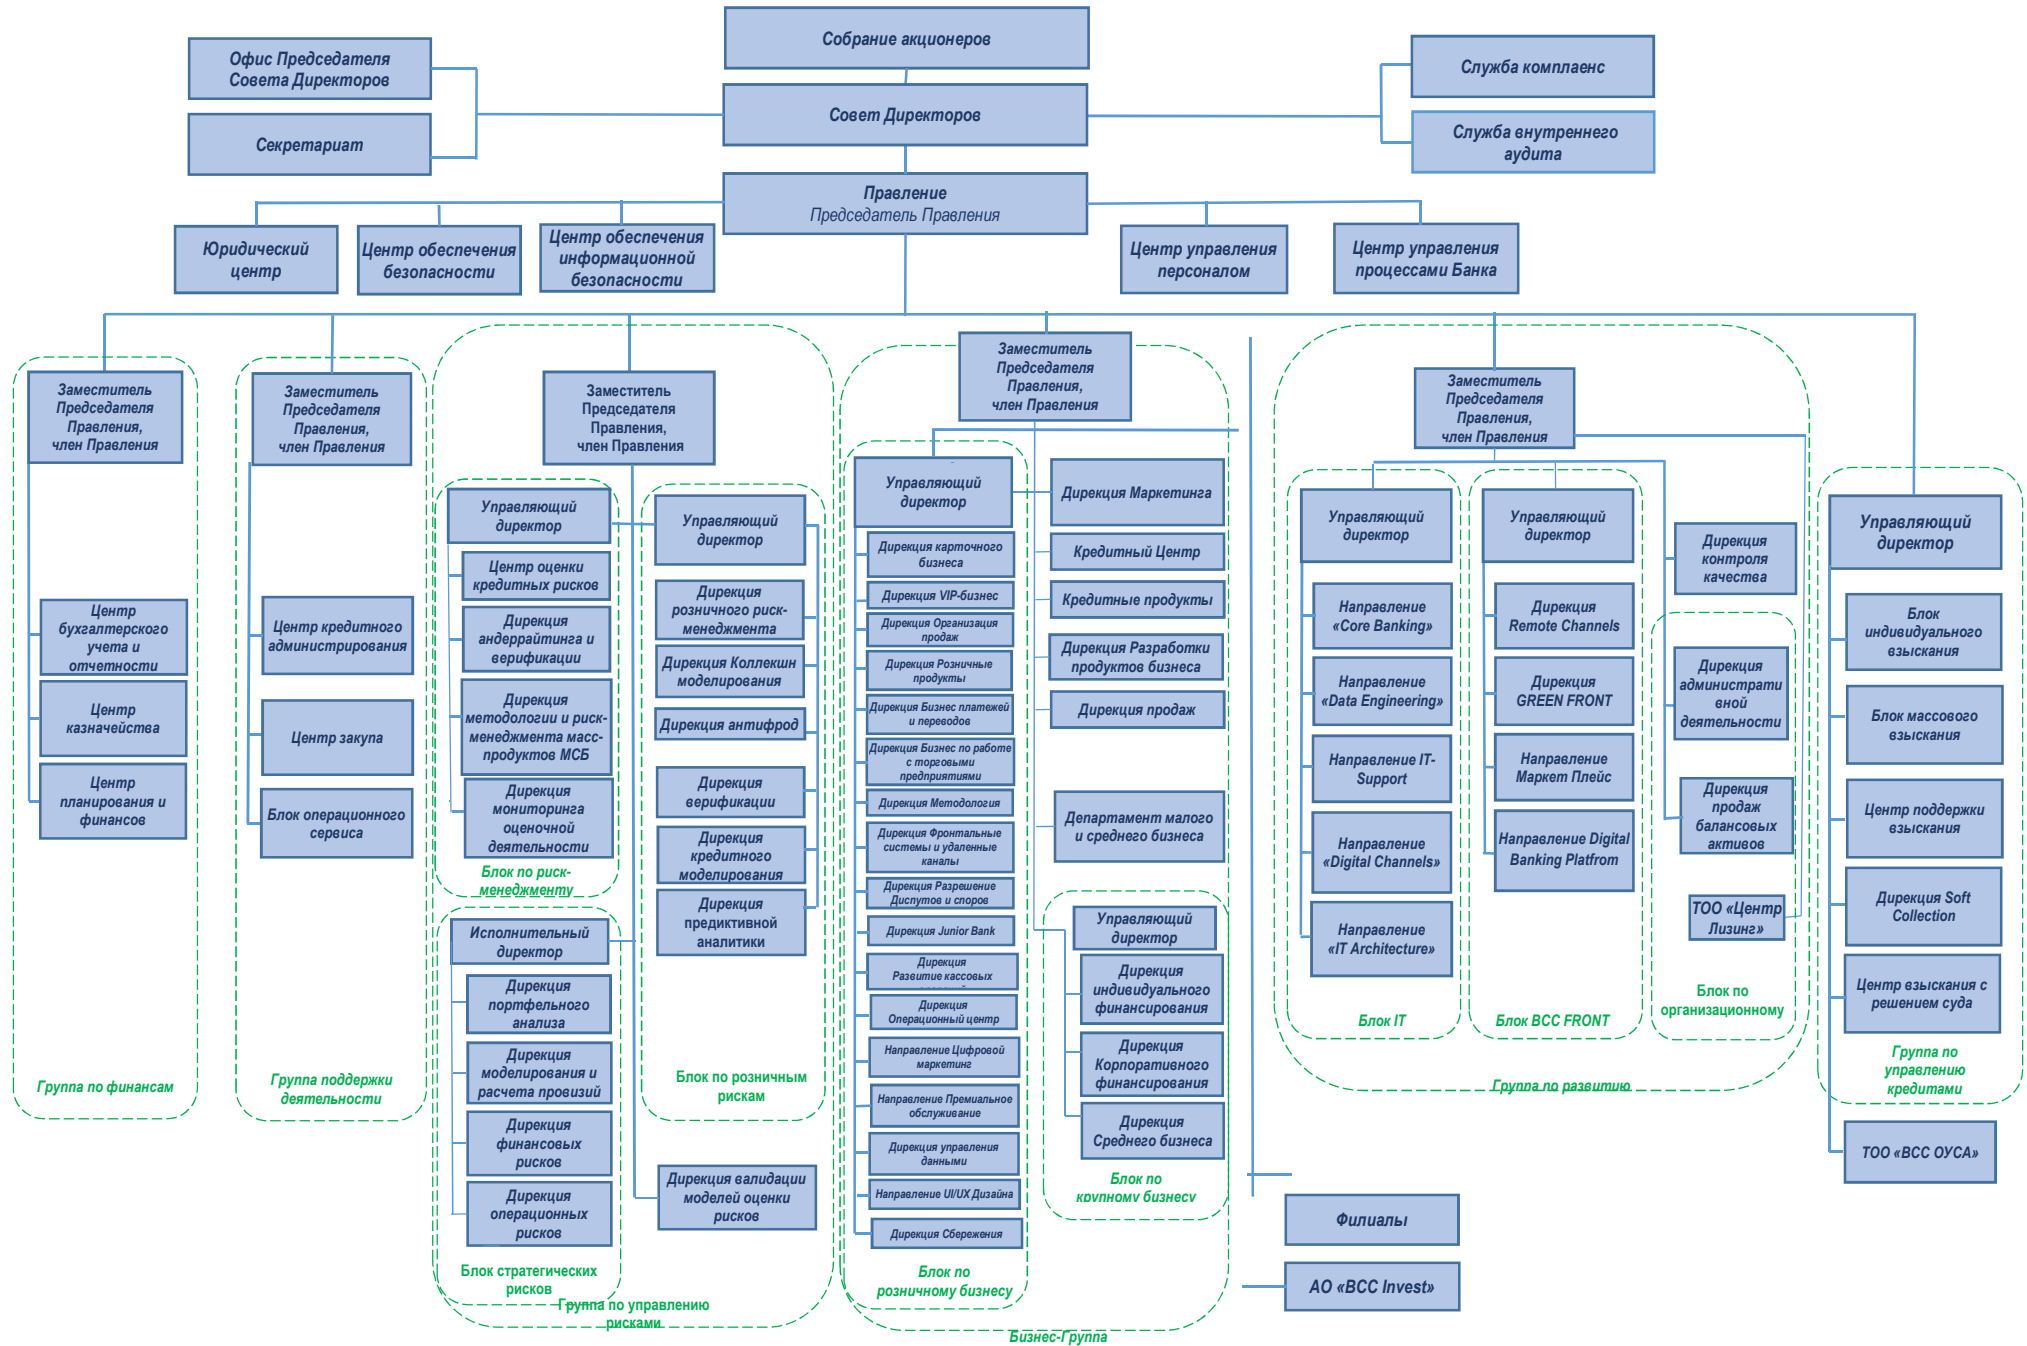 Собрание акционеров
Офис Председателя
Совета Директоров
Секретариат
Совет Директоров
Служба комплаенс
Служба внутреннего
аудита
Правление
Председатель Правления
Юридический
центр
Центр обеспечения
безопасности
Центр обеспечения
информационной
безопасности
Центр управления
персоналом
Центр управления
процессами Банка
Заместитель
Председателя
Правления,
член Правления
Центр
бухгалтерского
учета и
отчетности
Центр
казначейства
Центр
планирования и
финансов
Группа по финансам
Заместитель
Председателя
Правления,
член Правления
Центр кредитного
администрирования
Центр закупа
Блок операционного
сервиса
Группа поддержки
деятельности
Заместитель
Председателя
Правления,
член Правления
Управляющий
директор
Центр оценки
кредитных рисков
Дирекция
андеррайтинга и
верификации
Дирекция
методологии и риск-
менеджмента масс-
продуктов МСБ
Дирекция
мониторинга
оценочной
деятельности
Блок по риск-
менеджменту
Исполнительный
директор
Дирекция
портфельного
анализа
Дирекция
моделирования и
расчета провизий
Дирекция
финансовых
рисков
Дирекция
операционных
рисков
Блок стратегических
рисков
Управляющий
директор
Дирекция
розничного риск-
менеджмента
Дирекция Коллекшн
моделирования
Дирекция антифрод
Дирекция
верификации
Дирекция
кредитного
моделирования
Дирекция
предиктивной
аналитики
Блок по розничным
рискам
Дирекция валидации
моделей оценки
рисков
Группа по управлению
рисками
Заместитель
Председателя
Правления,
член Правления
Управляющий
директор
Дирекция карточного
бизнеса
Дирекция VIP-бизнес
Дирекция Организация
продаж
Дирекция Розничные
продукты
Дирекция Бизнес платежей
и переводов
Дирекция Бизнес по работе
с торговыми
предприятиями
Дирекция Методология
Дирекция Фронтальные
системы и удаленные
каналы
Дирекция Разрешение
Диспутов и споров
Дирекция Junior Bank
Дирекция
Развитие кассовых
Дирекция
Операционный центр
Направление Цифровой
маркетинг
Направление Премиальное
обслуживание
Дирекция управления
данными
Направление UI/UX Дизайна
Дирекция Сбережения
Блок по
розничному бизнесу
Дирекция Маркетинга
Кредитный Центр
Кредитные продукты
Дирекция Разработки
продуктов бизнеса
Дирекция продаж
Департамент малого
и среднего бизнеса
Управляющий
директор
Дирекция
индивидуального
финансирования
Дирекция
Корпоративного
финансирования
Дирекция
Среднего бизнеса
Блок по
крупному бизнесу
Бизнес-Группа
Филиалы
АО «BCC Invest»
Заместитель
Председателя
Правления,
член Правления
Управляющий
директор
Направление
«Core Banking»
Направление
«Data Engineering»
Направление IT-
Support
Направление
«Digital Channels»
Направление
«IT Architecture»
Блок IT
Управляющий
директор
Дирекция
Remote Channels
Дирекция
GREEN FRONT
Направление
Маркет Плейс
Направление Digital
Banking Platfrom
Блок BCC FRONT
Дирекция
контроля
качества
Дирекция
административ
вной
деятельности
Дирекция
продаж
балансовых
активов
ТОО «Центр
Лизинг»
Блок по
организационному
Группа по развитию
Управляющий
директор
Блок
индивидуального
взыскания
Блок массового
взыскания
Центр поддержки
взыскания
Дирекция Soft
Collection
Центр взыскания с
решением суда
Группа по
управлению
кредитами
ТОО «BCC ОУСА»